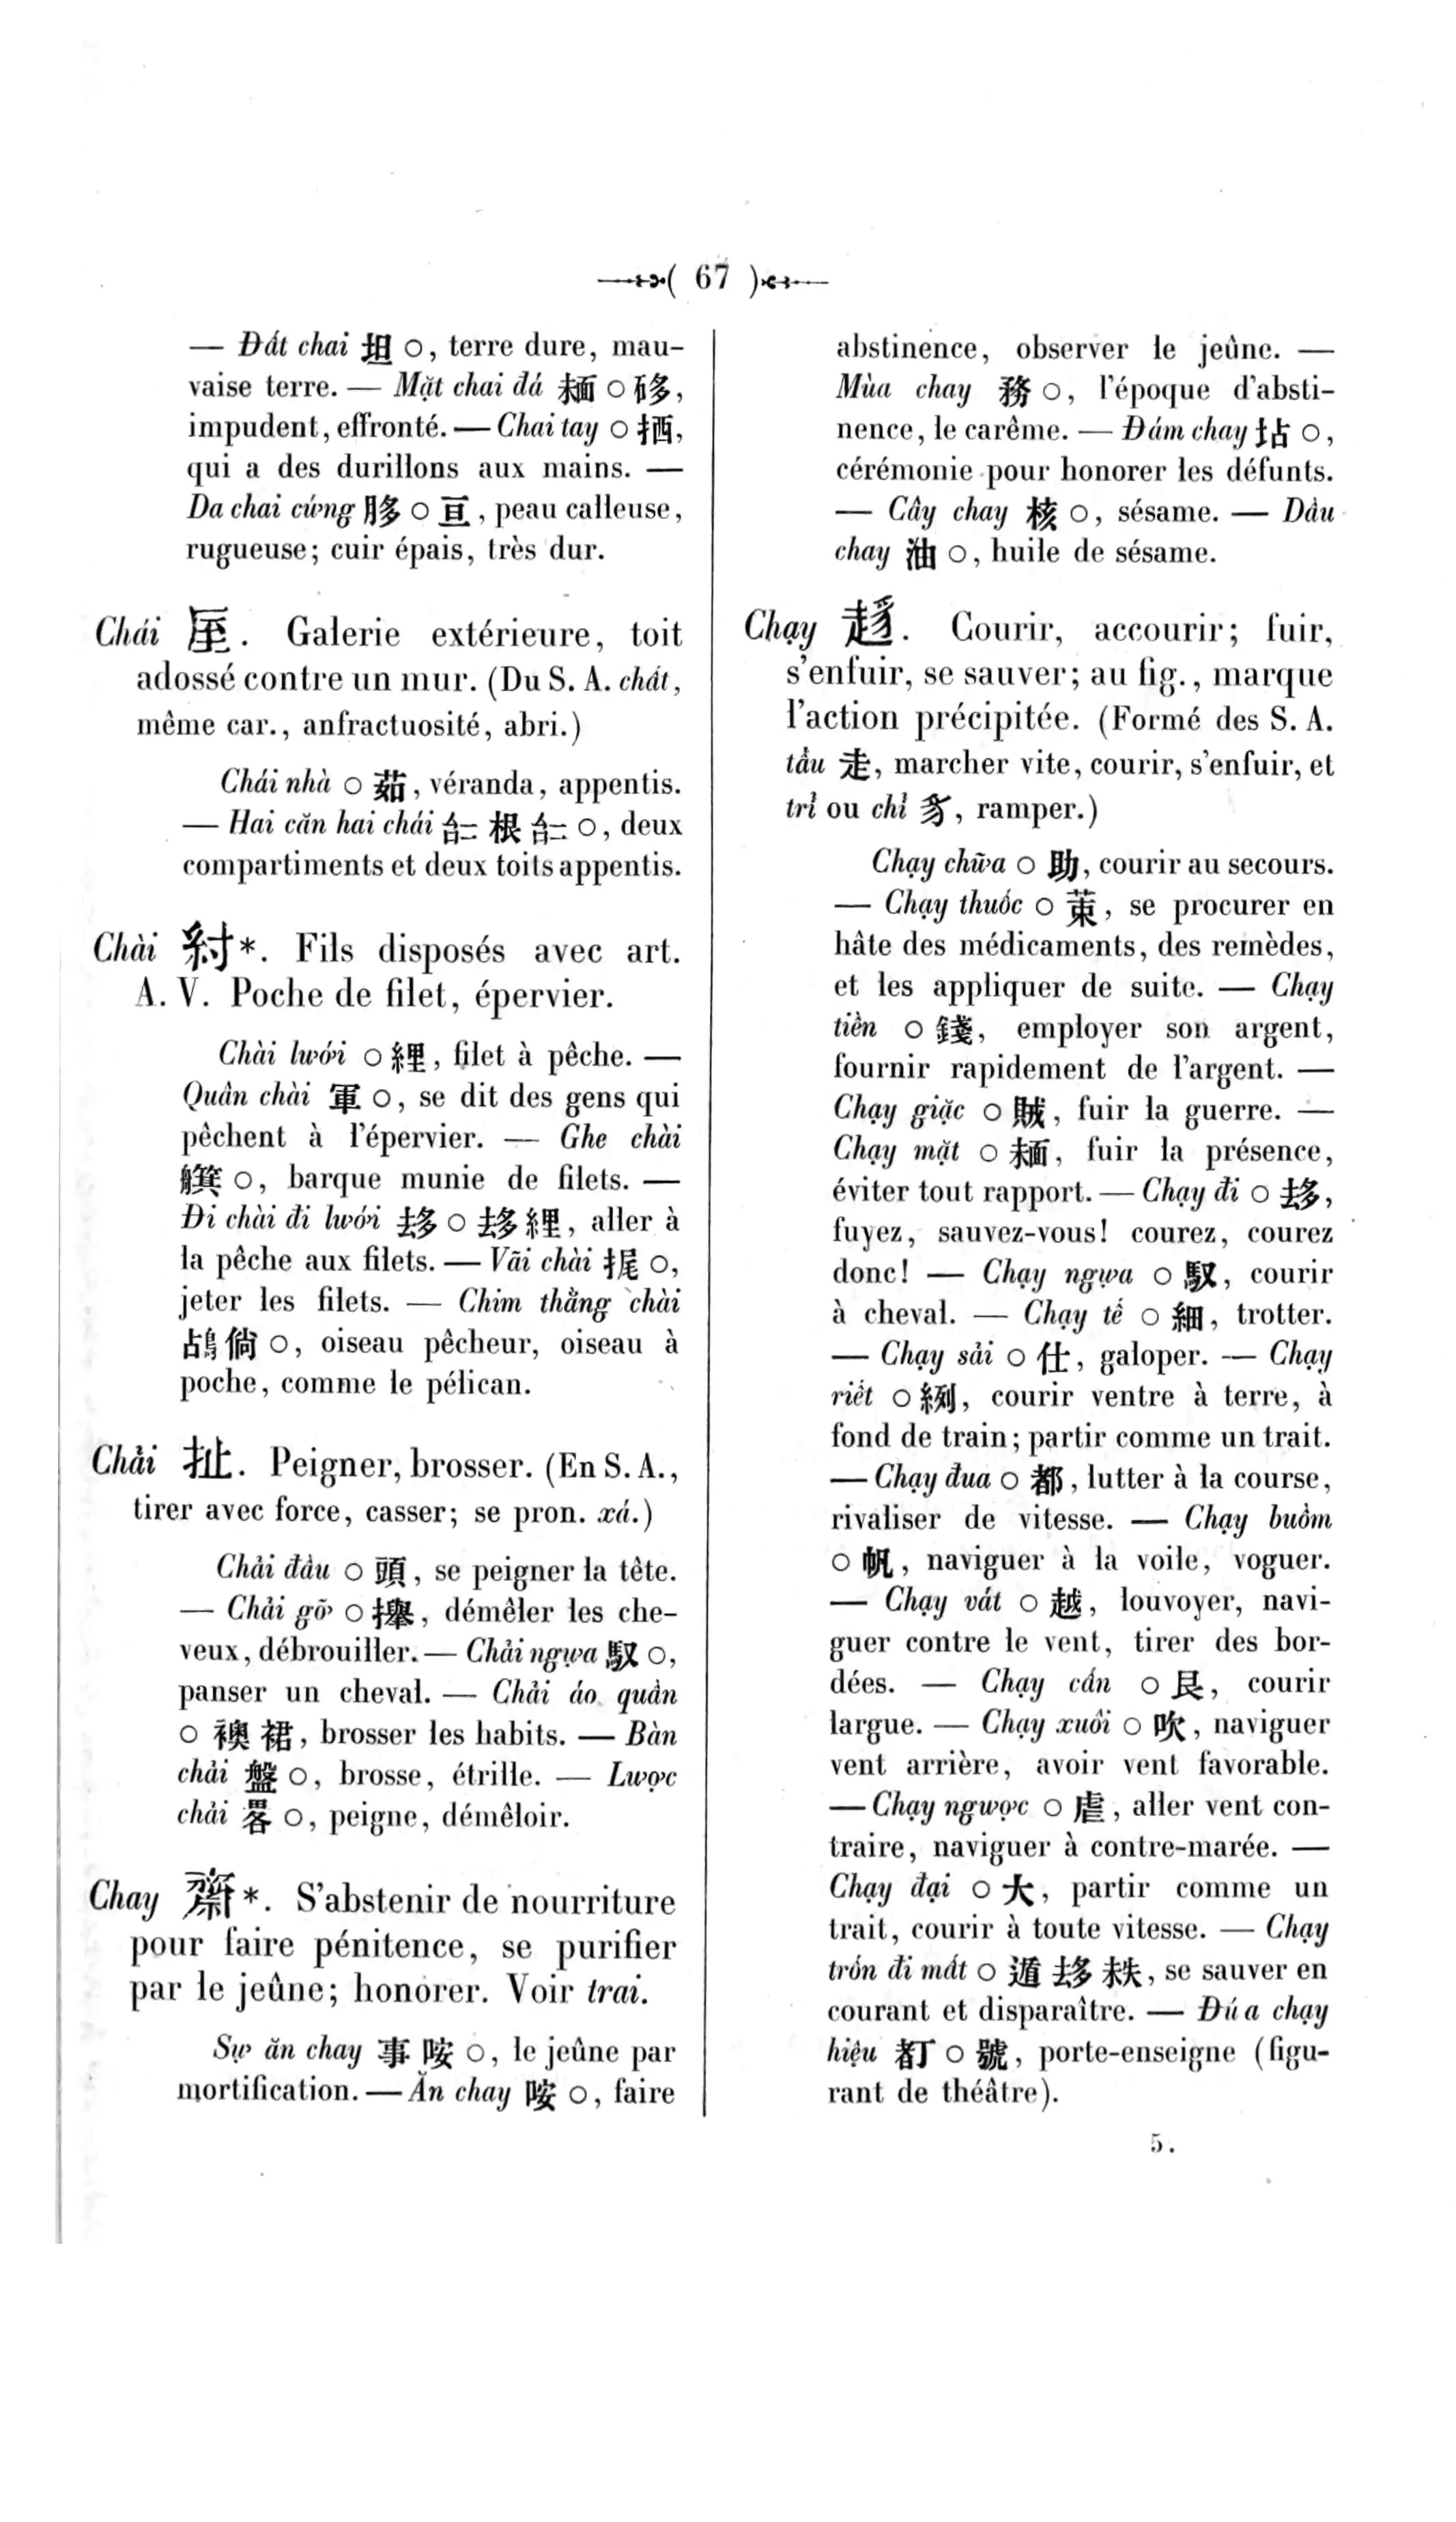 ( 67 )
— Đất chai 坦 ○, terre dure, mau-
vaise terre. — Mặt chai đá 𩈘 ○ 𥒥,
impudent, effronté. — Chai tay ○ 拪,
qui a des durillons aux mains. —
Da chai cứng ○ 亘, peau calleuse,
rugueuse; cuir épais, très dur.
Chái 厔. Galerie extérieure, toit
adossé contre un mur. (Du S. A. chất,
même car., anfractuosité, abri.)
Chái nhà ○ 茹, véranda, appentis.
— Hai căn hai chái 𠄩 根 𠄩 ○, deux
compartiments et deux toits appentis.
Chài 紂*. Fils disposés avec art.
A. V. Poche de filet, épervier.
Chài lưới ○ 䋥, filet à pêche. —
Quân chài 軍 ○, se dit des gens qui
pêchent à l'épervier. — Ghe chài
○, barque munie de filets. —
Đi chài đi lưới 𠫾 ○ 𠫾 䋥, aller à
la pêche aux filets. — Vãi chài 捤 ○,
jeter les filets. — Chim thằng chài
鴣 倘 ○, oiseau pêcheur, oiseau à
poche, comme le pélican.
Chải 扯. Peigner, brosser. (En S. A.,
tirer avec force, casser; se pron. xả.)
Chải đầu ○ 頭, se peigner la tête.
— Chải gỡ ○ 攑, démêler les che-
veux, débrouiller. — Chải ngựa 馭 ○,
panser un cheval. — Chải áo quần
○ 襖 裙, brosser les habits. — Bàn
chải 盤 ○, brosse, étrille. — Lược
chải 畧 ○, peigne, démêloir.
Chay 齋*. S'abstenir de nourriture
pour faire pénitence, se purifier
par le jeûne; honorer. Voir trai.
Sự ăn chay 事 咹 ○, le jeûne par
mortification. — Ăn chay 咹 ○, faire
abstinence, observer le jeûne. —
Mùa chay 務 ○, l'époque d'absti-
nence, le carême. — Đám chay 坫 ○,
cérémonie pour honorer les défunts.
— Cây chay 核 ○, sésame. — Dầu
chay 油 ○, huile de sésame.
Chạy 𧼋. Courir, accourir; fuir,
s'enfuir, se sauver; au fig., marque
l'action précipitée. (Formé des S. A.
tẩu 走, marcher vite, courir, s'enfuir, et
trỉ ou chỉ 豸, ramper.)
Chạy chữa ○ 助, courir au secours.
— Chạy thuốc ○ 葉, se procurer en
hâte des médicaments, des remèdes,
et les appliquer de suite. — Chạy
tiền ○ 錢, employer son argent,
fournir rapidement de l'argent. —
Chạy giặc ○ 賊, fuir la guerre. —
Chạy mặt ○ 𩈘, fuir la présence,
éviter tout rapport. — Chạy đi ○ 𠫾,
fuyez, sauvez-vous! courez, courez
donc! — Chạy ngựa ○ 馭, courir
à cheval. — Chạy tế ○ 細, trotter.
— Chạy sải ○ 仕, galoper. — Chạy
riết ○ 綟, courir ventre à terre, à
fond de train; partir comme un trait.
— Chạy đua ○ 都, lutter à la course,
rivaliser de vitesse. — Chạy buồm
○ 帆, naviguer à la voile, voguer.
— Chạy vát ○ 越, louvoyer, navi-
guer contre le vent, tirer des bor-
dées. — Chạy cấn ○ 艮, courir
largue. — Chạy xuôi ○ 吹, naviguer
vent arrière, avoir vent favorable.
— Chạy ngược ○ 虐, aller vent con-
traire, naviguer à contre-marée. —
Chạy đại ○ 大, partir comme un
trait, courir à toute vitesse. — Chạy
trốn đi mất ○ 遁 𠫾 𠅒, se sauver en
courant et disparaître. — Đứa chạy
hiệu ○ 號, porte-enseigne (figu-
rant de théâtre).
5.